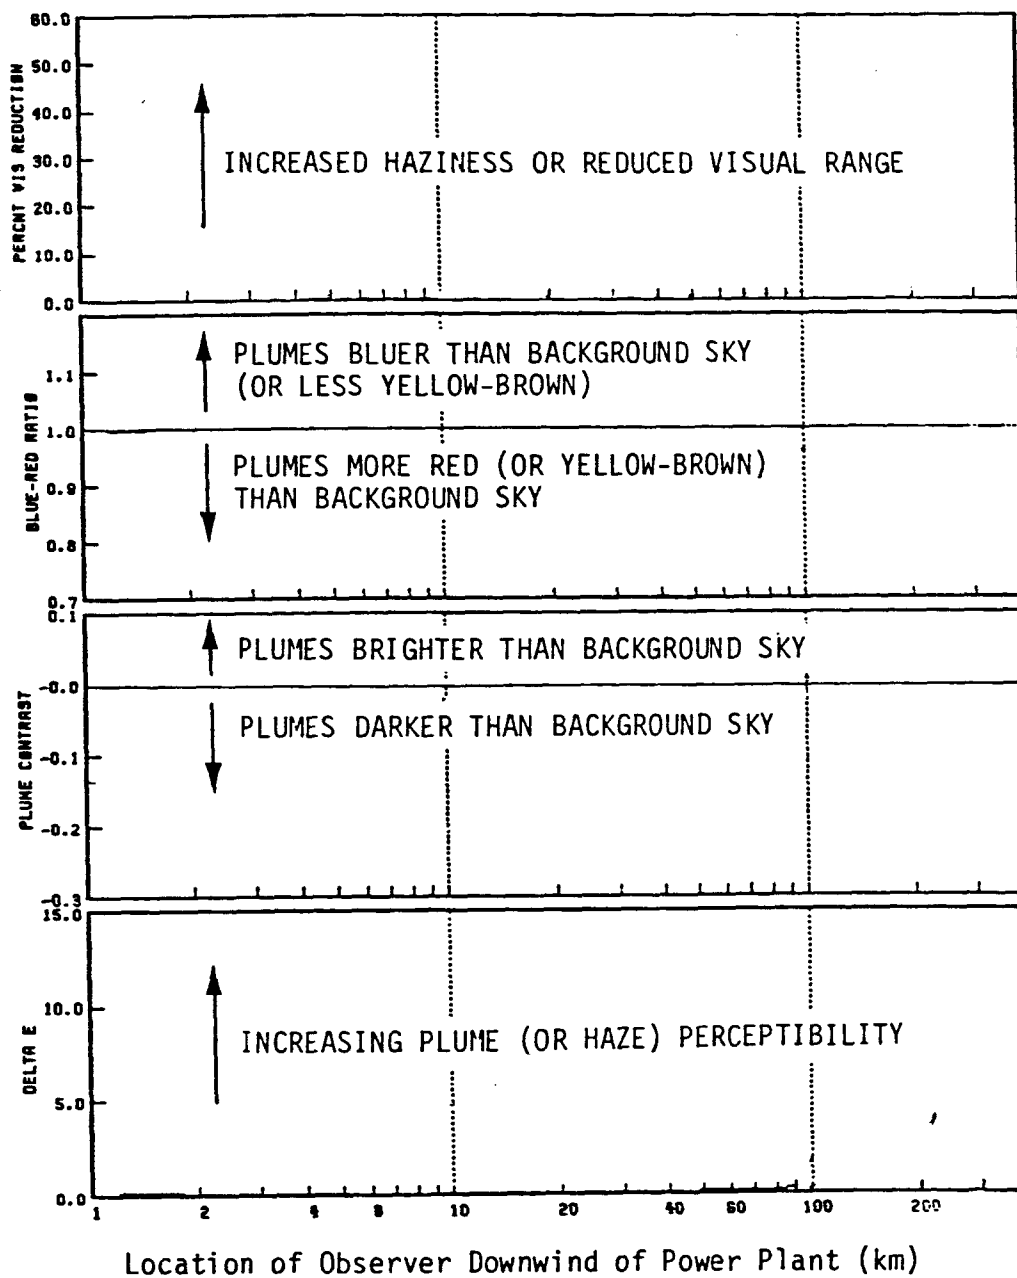 60.0
50.0
40.0
30.0
20.0
10.0
0.0
PERCNT VIS REDUCTION
INCREASED HAZINESS OR REDUCED VISUAL RANGE
1.1
1.0
0.9
0.8
0.7
BLUE-RED RATIO
PLUMES BLUER THAN BACKGROUND SKY
(OR LESS YELLOW-BROWN)
PLUMES MORE RED (OR YELLOW-BROWN)
THAN BACKGROUND SKY
0.1
-0.0
-0.1
-0.2
-0.3
PLUME CONTRAST
PLUMES BRIGHTER THAN BACKGROUND SKY
PLUMES DARKER THAN BACKGROUND SKY
15.0
10.0
5.0
0.0
DELTA E
INCREASING PLUME (OR HAZE) PERCEPTIBILITY
1 2 4 10 20 40 60 100 200
Location of Observer Downwind of Power Plant (km)